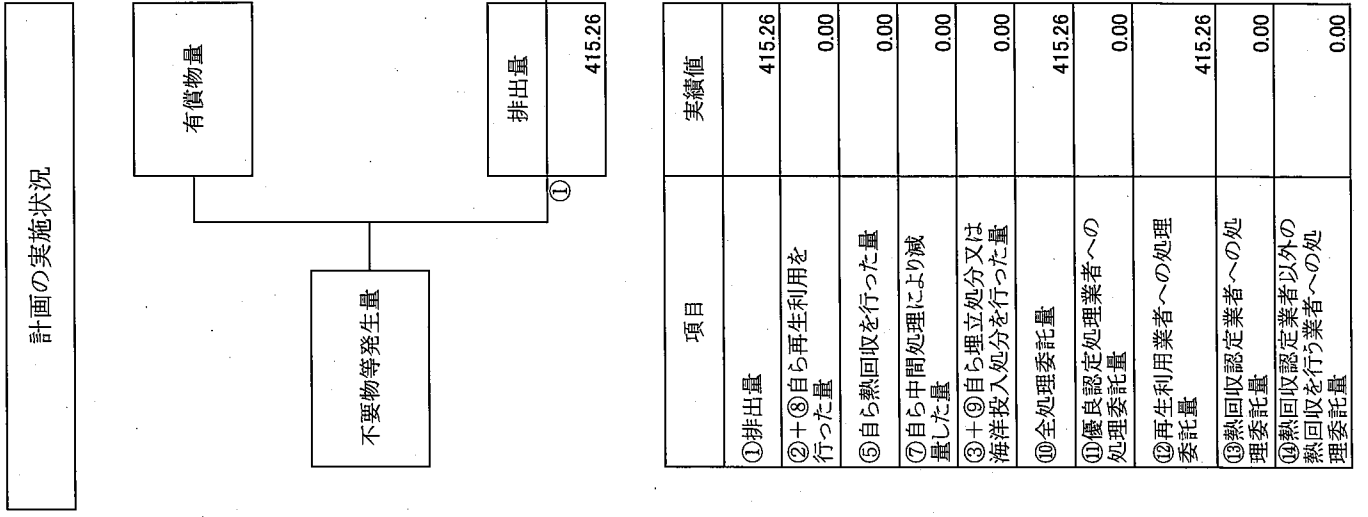 計画の実施状況
有償物量
不要物等発生量
排出量
①
415.26
項目
実績値
①排出量
415.26
②+⑧自ら再生利用を
行った量
0.00
⑤自ら熱回収を行った量
0.00
⑦自ら中間処理により減
量した量
0.00
③+⑨自ら埋立処分又は
海洋投入処分を行った量
0.00
⑩全処理委託量
415.26
⑪優良認定処理業者への
処理委託量
0.00
⑫再生利用業者への処理
委託量
415.26
⑬熱回収認定業者への処
理委託量
0.00
⑭熱回収認定業者以外の
熱回収を行う業者への処
理委託量
0.00